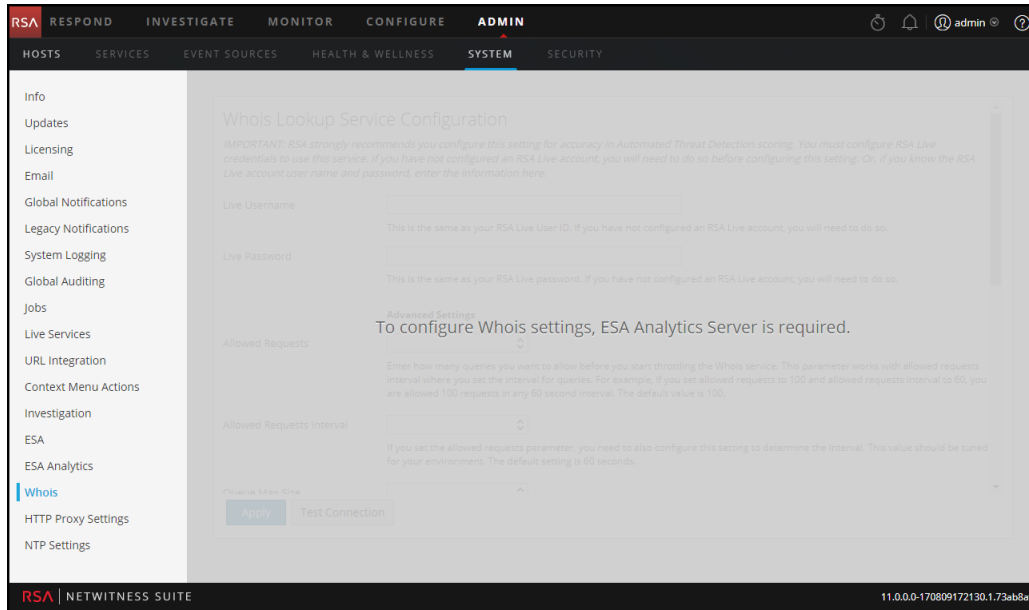 RSA RESPOND INVESTIGATE MONITOR CONFIGURE ADMIN admin
HOSTS SERVICES EVENT SOURCES HEALTH & WELLNESS SYSTEM SECURITY
Info
Updates
Licensing
Email
Global Notifications
Legacy Notifications
System Logging
Global Auditing
Jobs
Live Services
URL Integration
Context Menu Actions
Investigation
ESA
ESA Analytics
Whois
HTTP Proxy Settings
NTP Settings
Whois Lookup Service Configuration
IMPORTANT: RSA strongly recommends you configure this setting for accuracy in Automated Threat Detection scoring. You must configure RSA Live
credentials to use this service. If you have not configured an RSA Live account, you will need to do so before configuring this setting. Or, if you know the RSA
Live account user name and password, enter the information here.
Live Username
This is the same as your RSA Live User ID. If you have not configured an RSA Live account, you will need to do so.
Live Password
This is the same as your RSA Live password. If you have not configured an RSA Live account, you will need to do so.
Advanced Settings
To configure Whois settings, ESA Analytics Server is required.
Allowed Requests
Enter how many queries you want to allow before you start throttling the Whois service. This parameter works with allowed requests
interval where you set the interval for queries. For example, if you set allowed requests to 100 and allowed requests interval to 60, you
are allowed 100 requests in any 60 second interval. The default value is 100.
Allowed Requests Interval
If you set the allowed requests parameter, you need to also configure this setting to determine the interval. This value should be tuned
for your environment. The default setting is 60 seconds.
Queue Max Size
Apply Test Connection
RSA NETWITNESS SUITE
11.0.0.0-170809172130.1.73ab8a